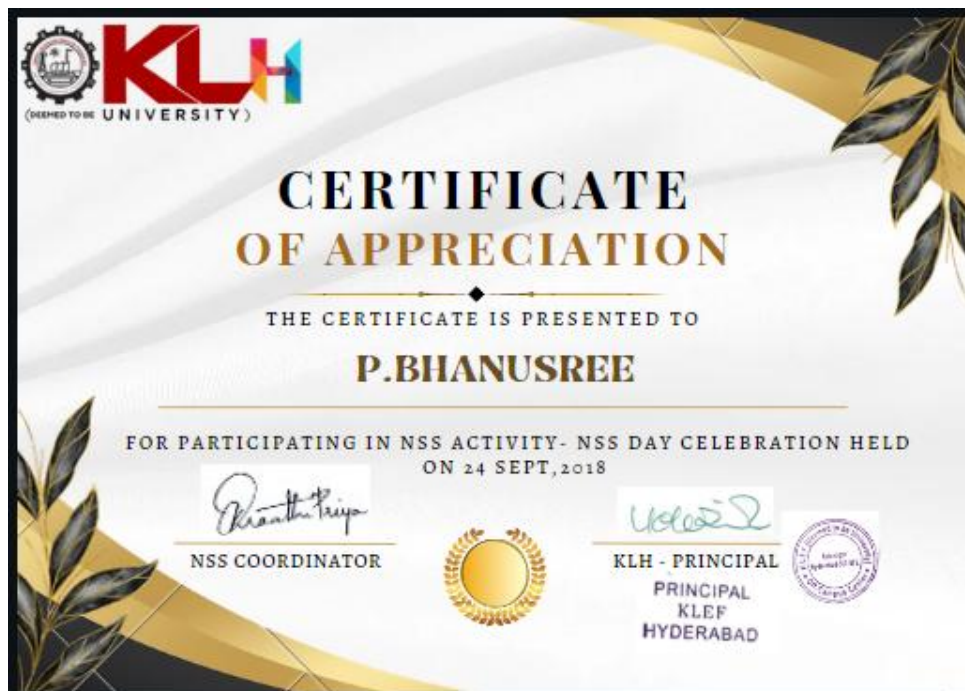 KLH
(DEEMED TO BE UNIVERSITY)
CERTIFICATE
OF APPRECIATION
THE CERTIFICATE IS PRESENTED TO
P.BHANUSREE
FOR PARTICIPATING IN NSS ACTIVITY- NSS DAY CELEBRATION HELD
ON 24 SEPT,2018
NSS COORDINATOR
KLH - PRINCIPAL
PRINCIPAL
KLEF
HYDERABAD